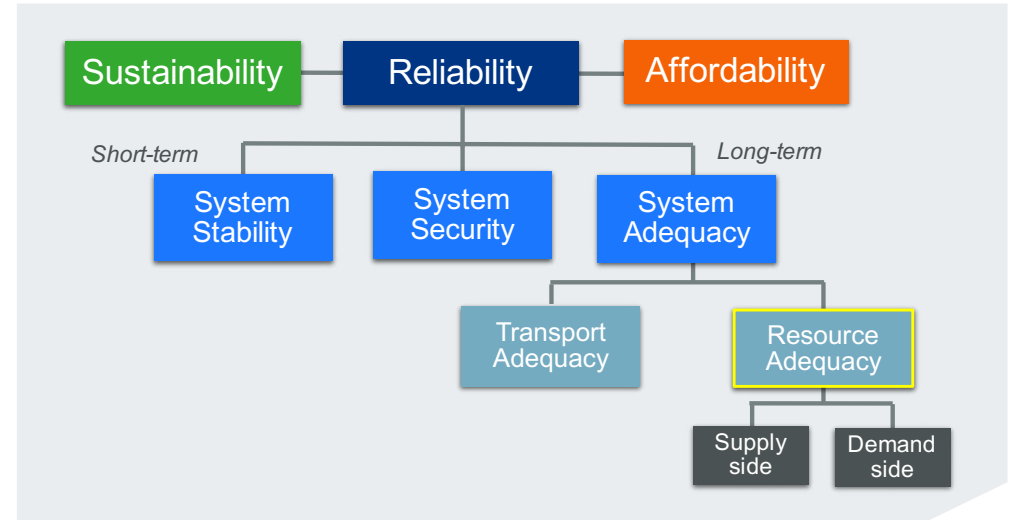 Sustainability
Reliability
Affordability
Short-term
Long-term
System
Stability
System
Security
System
Adequacy
Transport
Adequacy
Resource
Adequacy
Supply
side
Demand
side